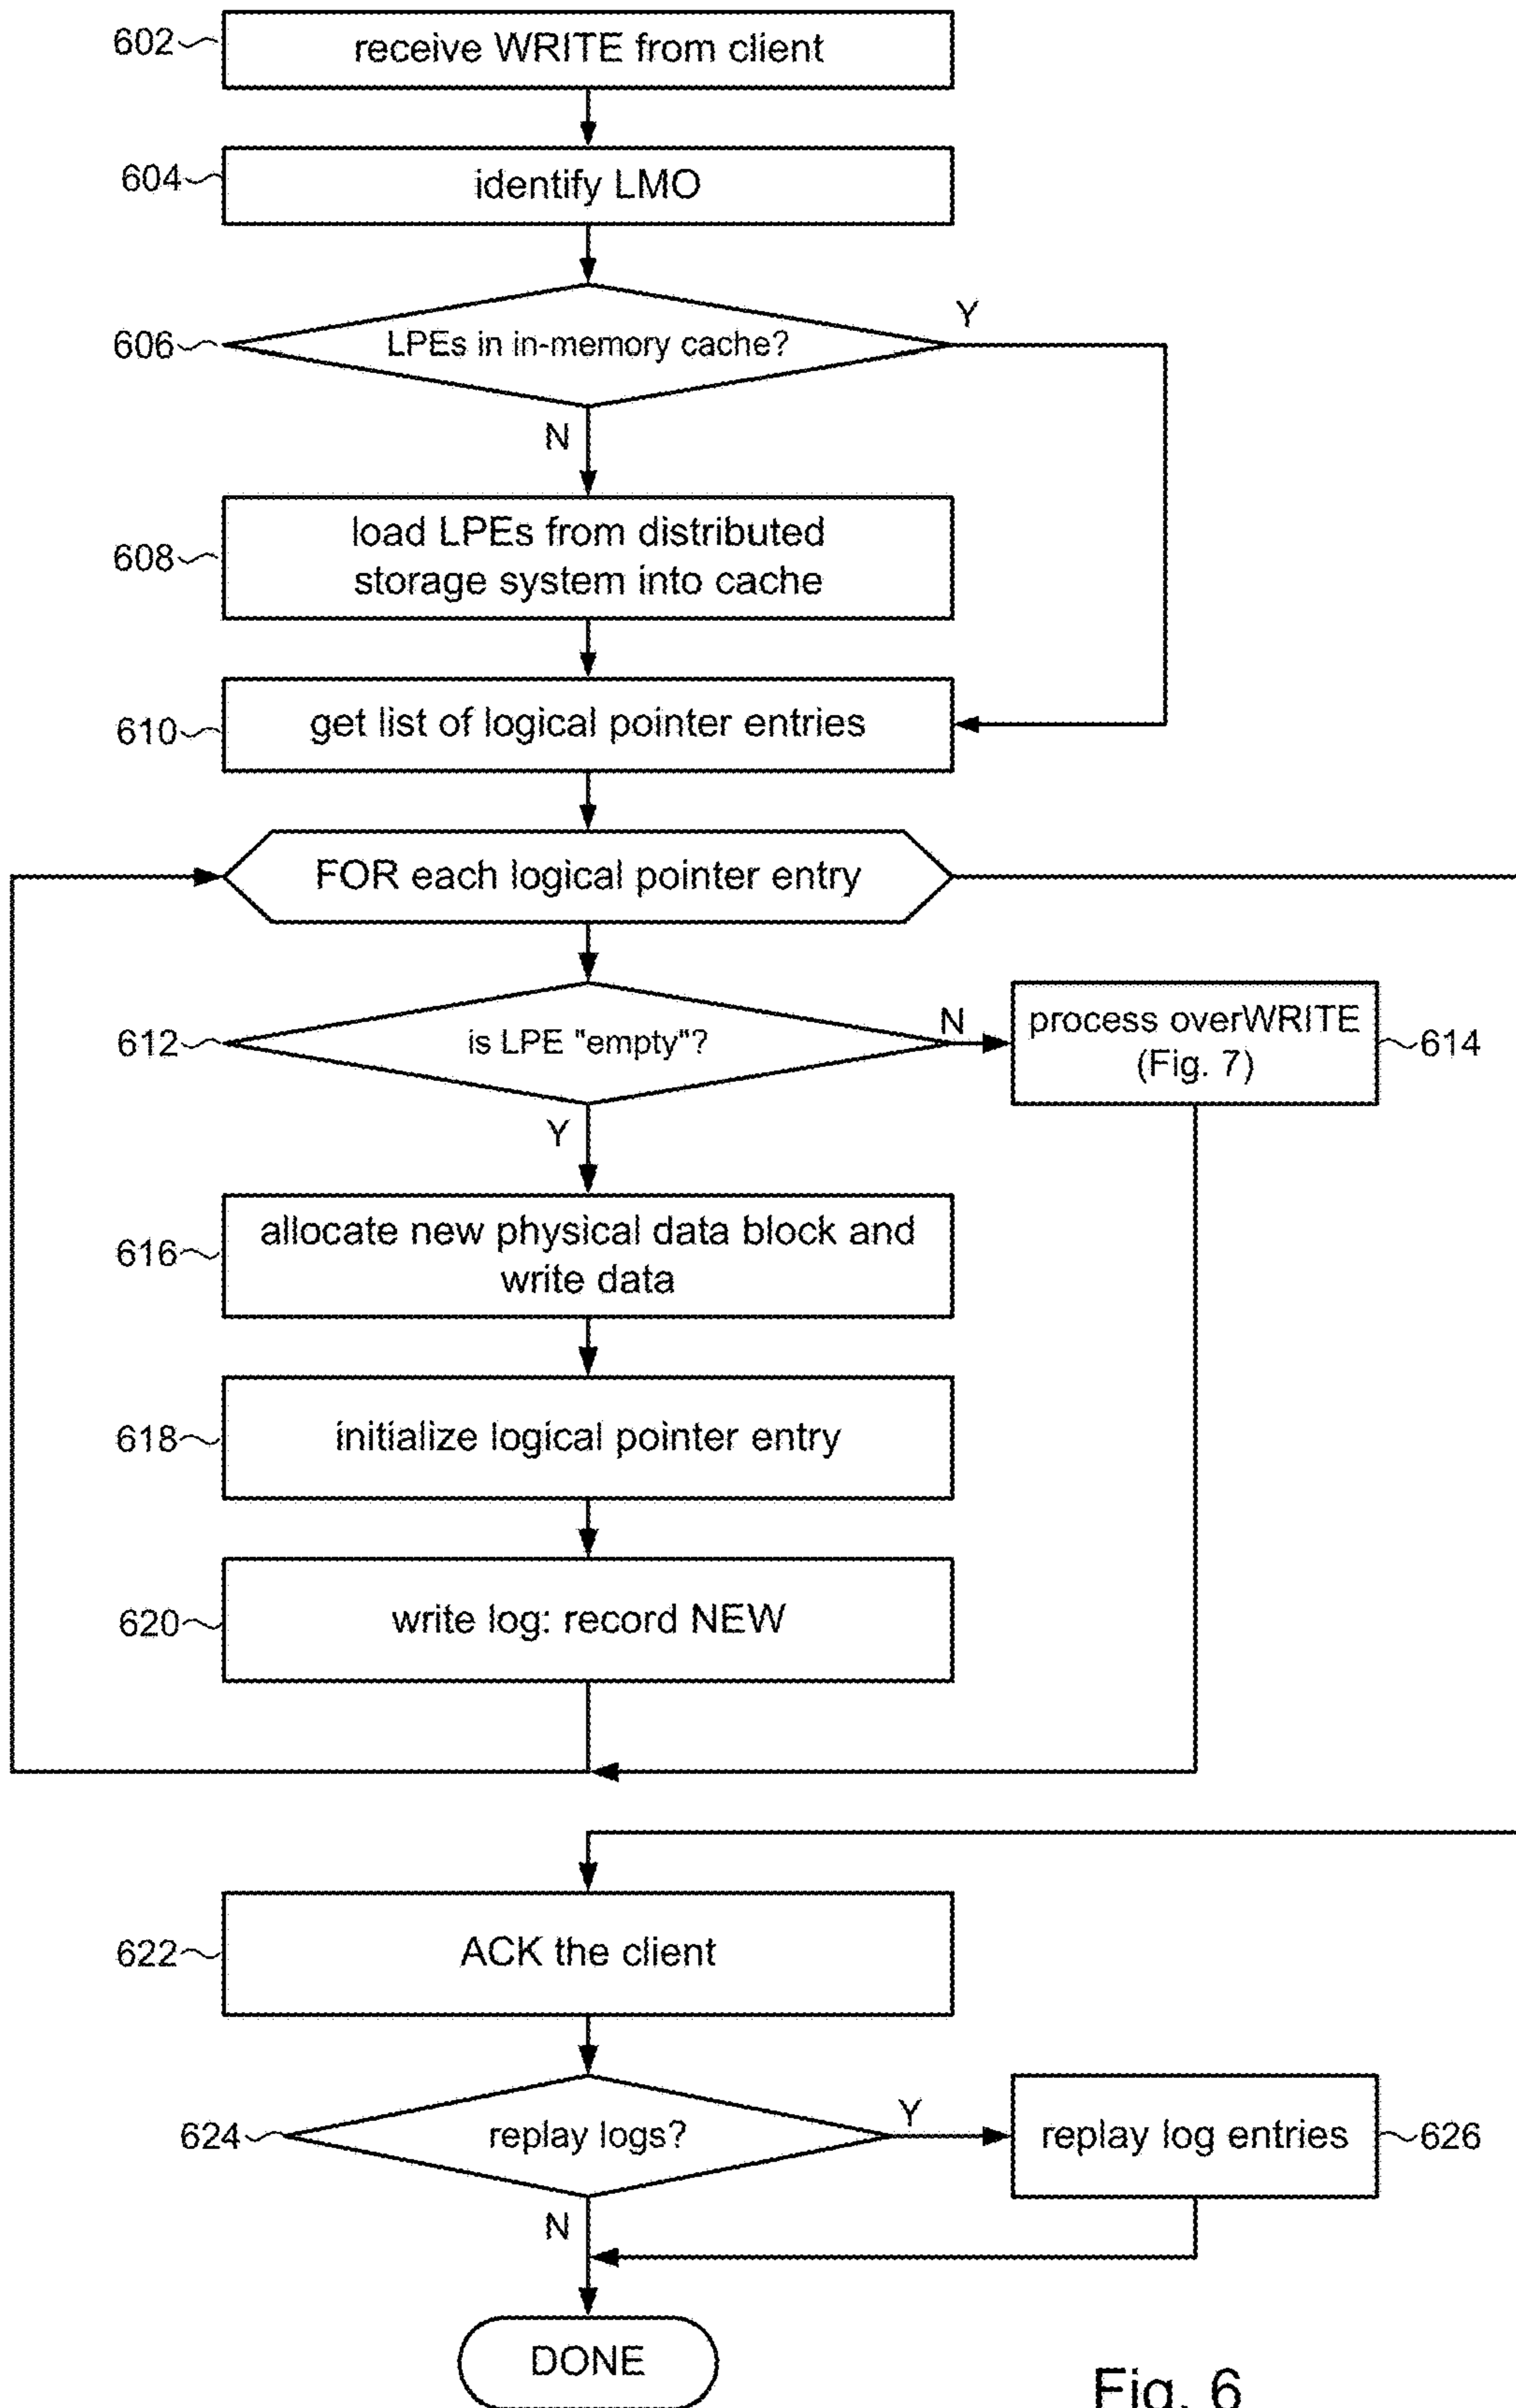 602
receive WRITE from client
604
identify LMO
606
LPEs in in-memory cache?
Y
N
608
load LPEs from distributed
storage system into cache
610
get list of logical pointer entries
FOR each logical pointer entry
612
is LPE "empty"?
N
process overWRITE
(Fig. 7)
614
Y
616
allocate new physical data block and
write data
618
initialize logical pointer entry
620
write log: record NEW
622
ACK the client
624
replay logs?
Y
replay log entries
626
N
DONE
Fig. 6